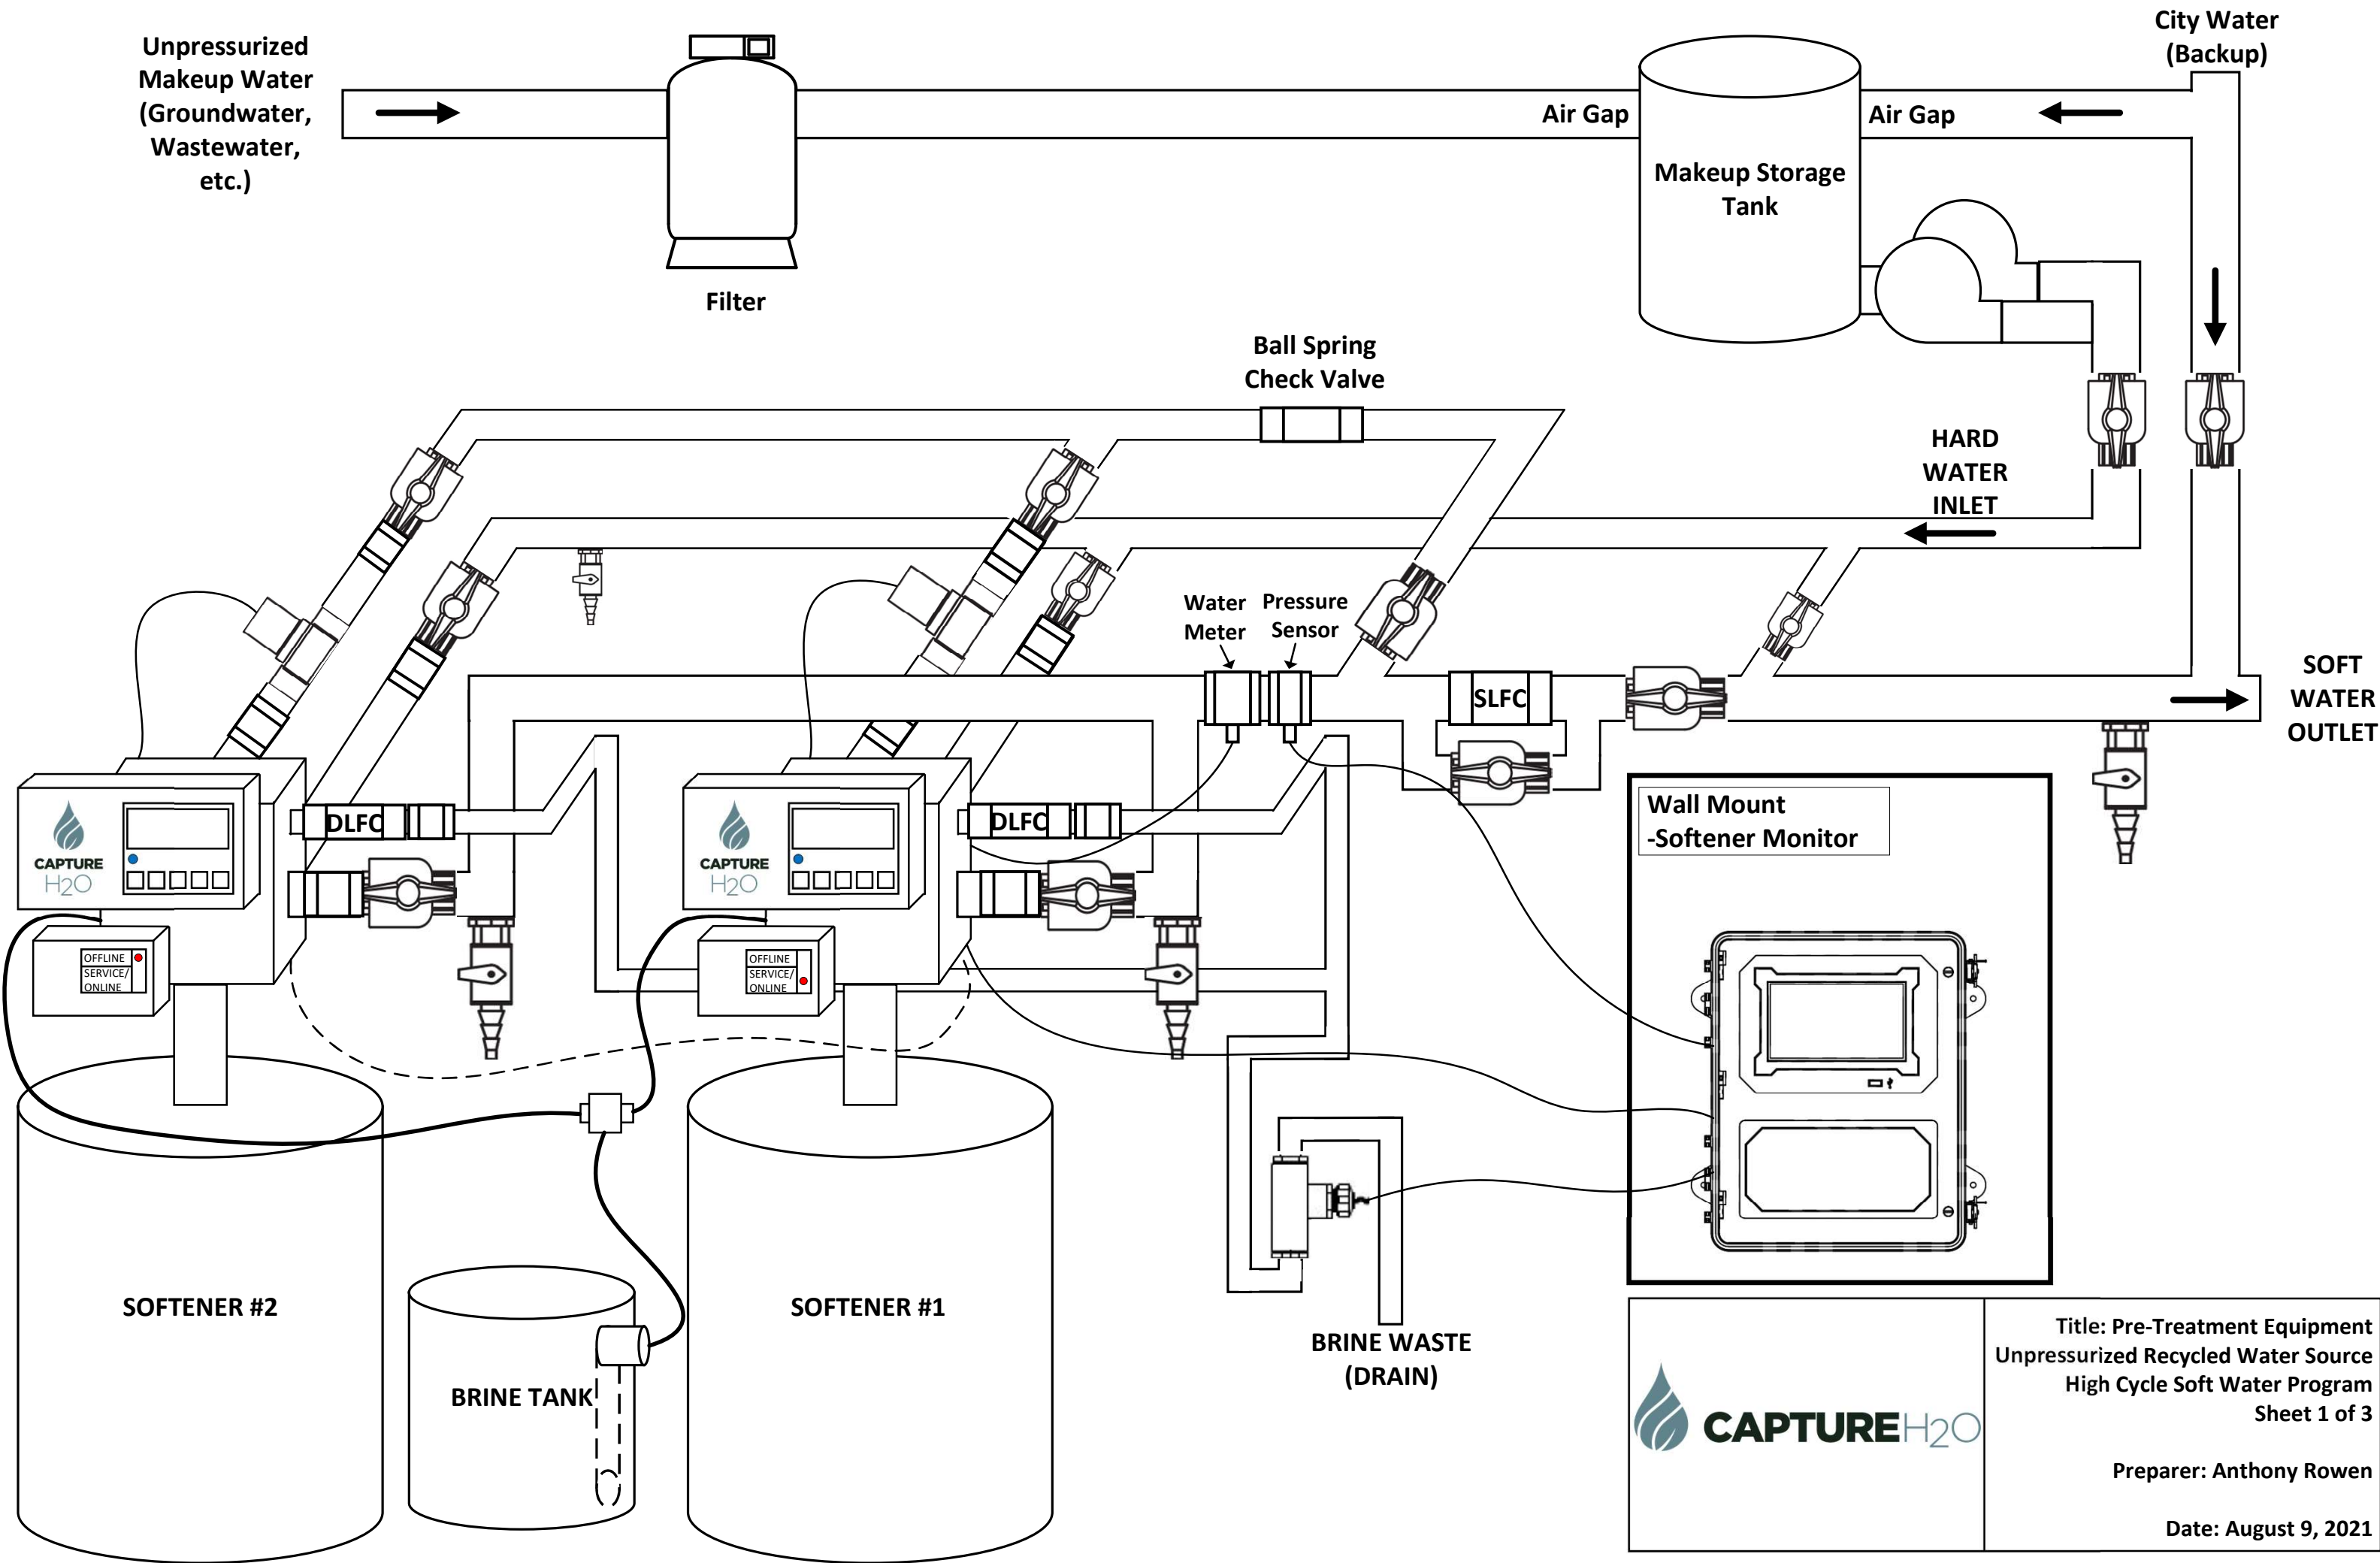 Unpressurized
Makeup Water
(Groundwater,
Wastewater,
etc.)
Filter
Air Gap
Makeup Storage
Tank
Air Gap
City Water
(Backup)
Ball Spring
Check Valve
HARD
WATER
INLET
Water
Meter
Pressure
Sensor
SLFC
SOFT
WATER
OUTLET
CAPTURE
H2O
DLFC
OFFLINE
SERVICE/
ONLINE
CAPTURE
H2O
DLFC
OFFLINE
SERVICE/
ONLINE
Wall Mount
-Softener Monitor
SOFTENER #2
BRINE TANK
SOFTENER #1
BRINE WASTE
(DRAIN)
CAPTUREH2O
Title: Pre-Treatment Equipment
Unpressurized Recycled Water Source
High Cycle Soft Water Program
Sheet 1 of 3
Preparer: Anthony Rowen
Date: August 9, 2021